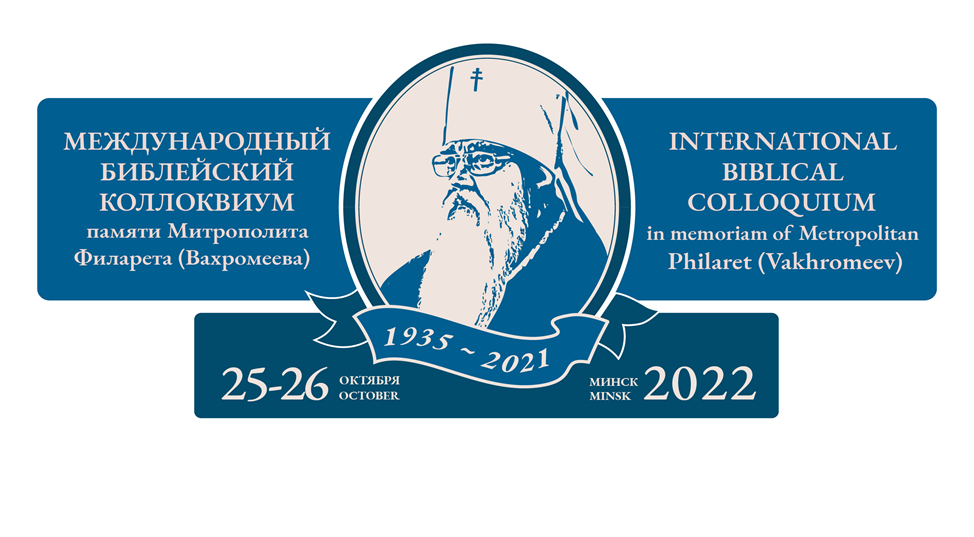 МЕЖДУНАРОДНЫЙ
БИБЛЕЙСКИЙ
КОЛЛОКВИУМ
памяти Митрополита
Филарета (Вахромеева)
INTERNATIONAL
BIBLICAL
COLLOQUIUM
in memoriam of Metropolitan
Philaret (Vakhromeev)
1935 ~ 2021
25-26
ОКТЯБРЯ
OCTOBER
МИНСК
MINSK
2022